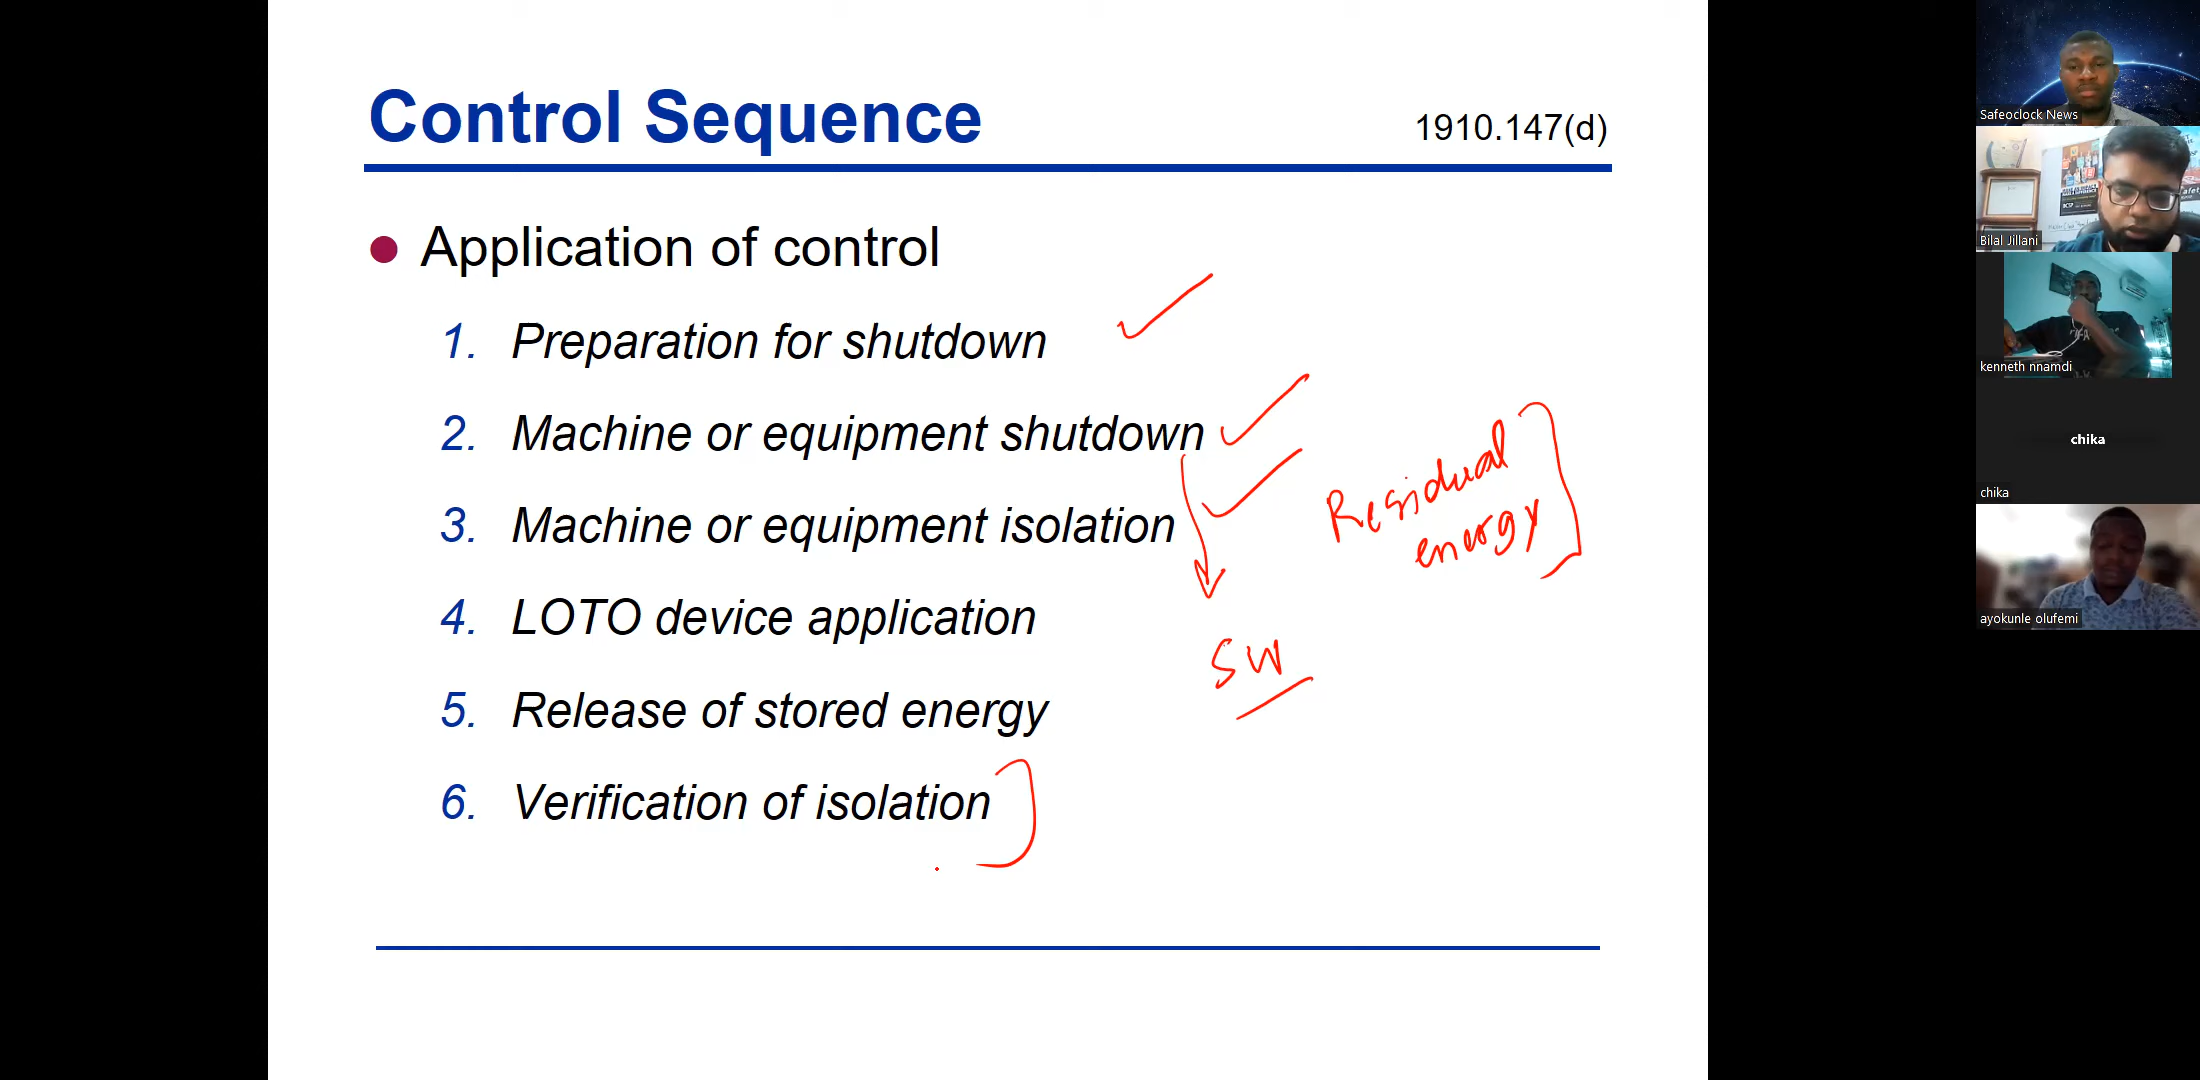 Control Sequence
1910.147(d)
Application of control
1. Preparation for shutdown
2. Machine or equipment shutdown
3. Machine or equipment isolation
4. LOTO device application
5. Release of stored energy
6. Verification of isolation
Residual
energy
SW
Safeoclock News
Bilal Jillani
kenneth nnamdi
chika
chika
ayokunle olufemi